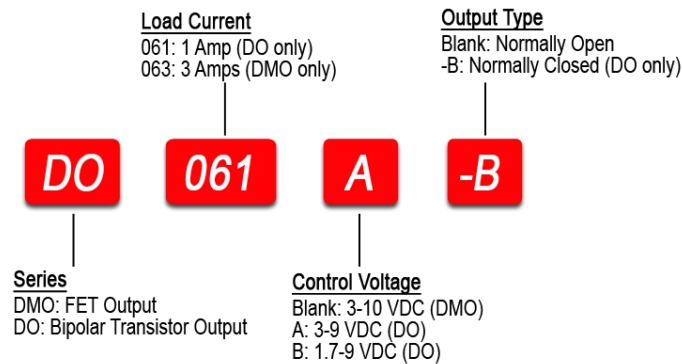 Load Current
061: 1 Amp (DO only)
063: 3 Amps (DMO only)
Output Type
Blank: Normally Open
-B: Normally Closed (DO only)
DO 061 A -B
Series
DMO: FET Output
DO: Bipolar Transistor Output
Control Voltage
Blank: 3-10 VDC (DMO)
A: 3-9 VDC (DO)
B: 1.7-9 VDC (DO)